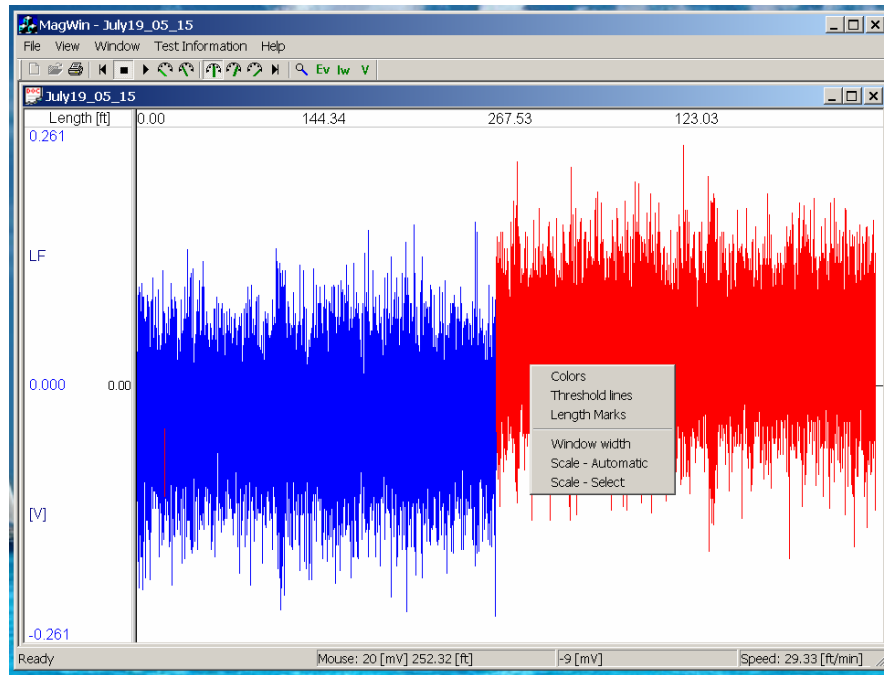 MagWin - July19_05_15
File View Window Test Information Help
Ev Iw V
July19_05_15
Length [ft] 0.00 144.34 267.53 123.03
0.261
LF
0.000 0.00
[V]
-0.261
Colors
Threshold lines
Length Marks
Window width
Scale - Automatic
Scale - Select
Ready Mouse: 20 [mV] 252.32 [ft] -9 [mV] Speed: 29.33 [ft/min]